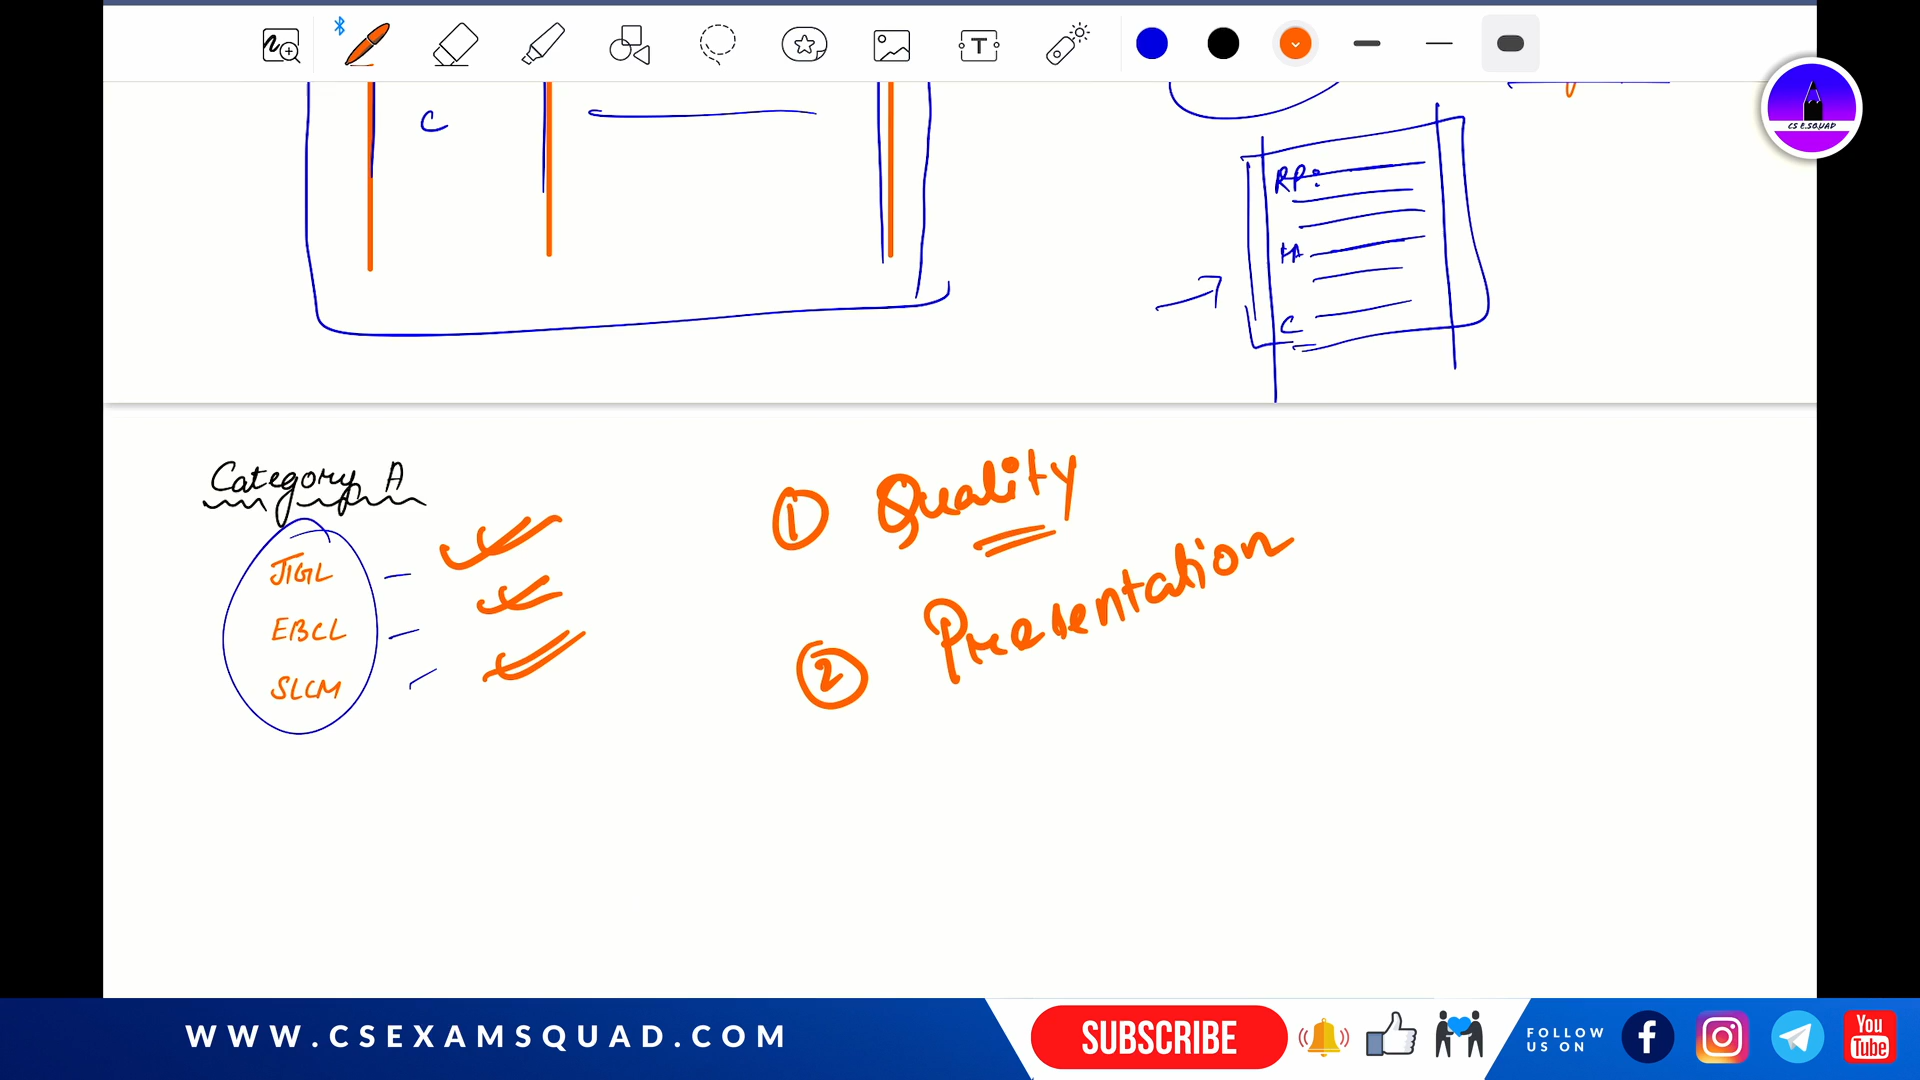 T
CS E.SQUAD
C
RP:
HA
C
Category A
JIGL
EBCL
SLCM
① Quality
② Presentation
WWW.CSEXAMSQUAD.COM
SUBSCRIBE
FOLLOW
US ON
You
Tube